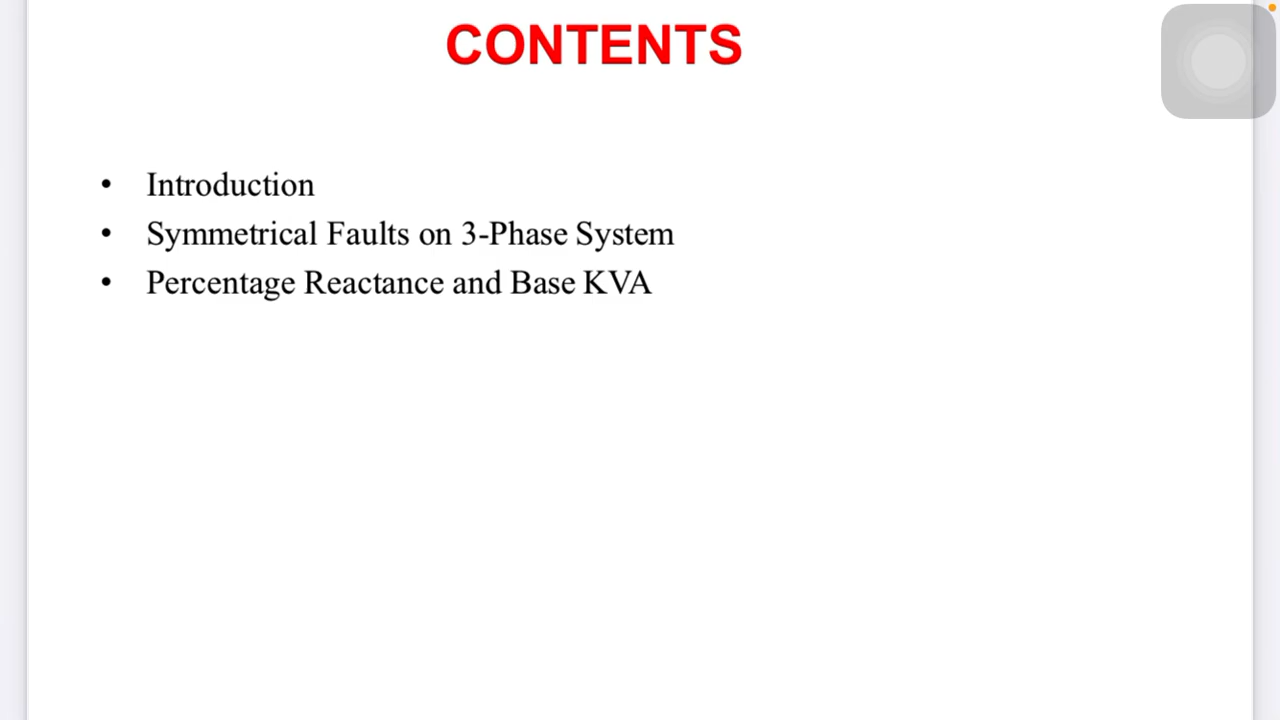 CONTENTS
• Introduction
• Symmetrical Faults on 3-Phase System
• Percentage Reactance and Base KVA